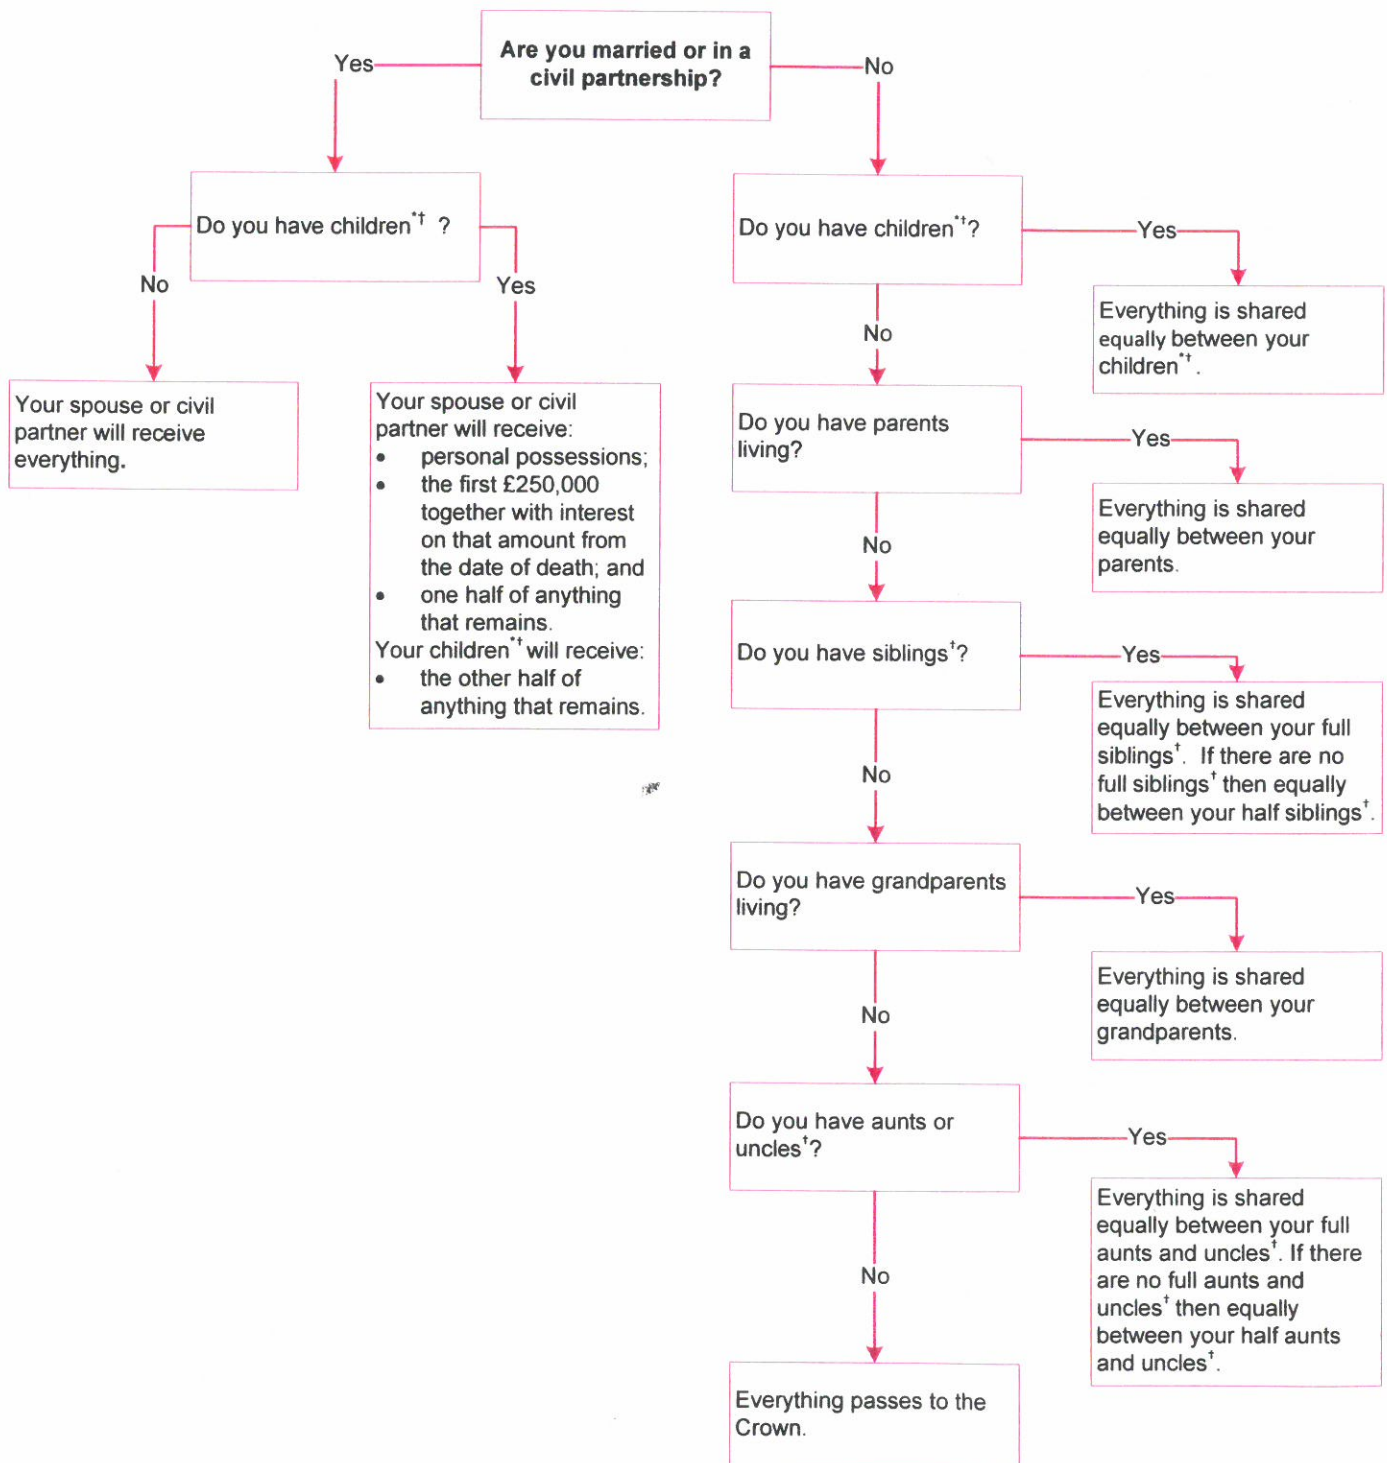 Are you married or in a
civil partnership?
Yes
No
Do you have children*† ?
No
Yes
Your spouse or civil
partner will receive
everything.
Your spouse or civil
partner will receive:
• personal possessions;
• the first £250,000
together with interest
on that amount from
the date of death; and
• one half of anything
that remains.
Your children*† will receive:
• the other half of
anything that remains.
Do you have children*†?
Yes
No
Everything is shared
equally between your
children*†.
Do you have parents
living?
Yes
No
Everything is shared
equally between your
parents.
Do you have siblings†?
Yes
No
Everything is shared
equally between your full
siblings†. If there are no
full siblings† then equally
between your half siblings†.
Do you have grandparents
living?
Yes
No
Everything is shared
equally between your
grandparents.
Do you have aunts or
uncles†?
Yes
No
Everything is shared
equally between your full
aunts and uncles†. If there
are no full aunts and
uncles† then equally
between your half aunts
and uncles†.
Everything passes to the
Crown.